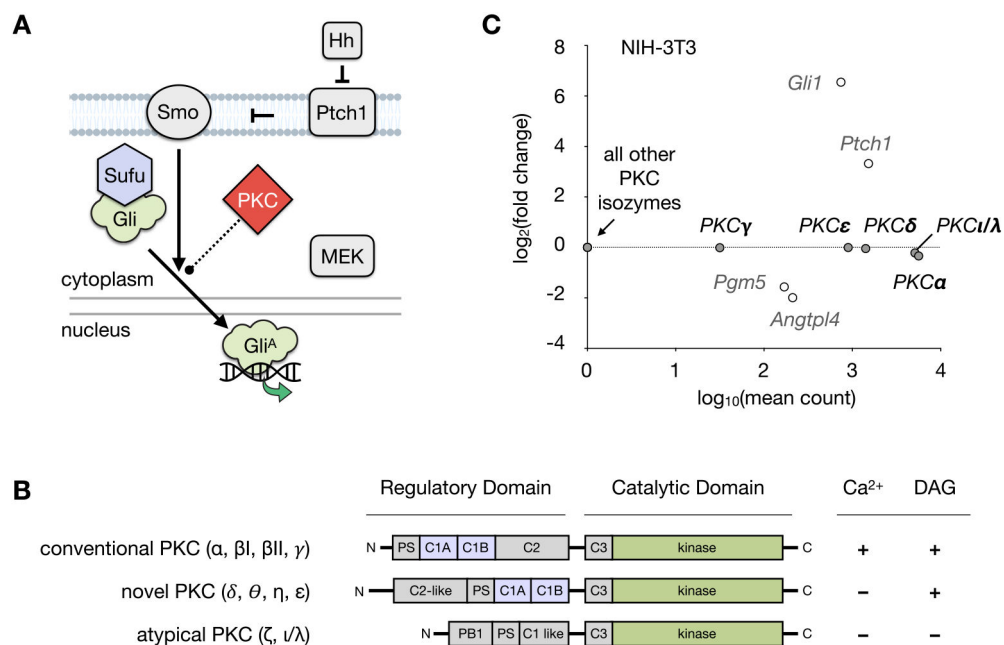 A
Hh
Smo
Ptch1
Sufu
Gli
PKC
MEK
cytoplasm
nucleus
Gliᴬ
C
NIH-3T3
log₂(fold change)
8
6
4
2
0
-2
-4
Gli1
Ptch1
all other
PKC
isozymes
PKCγ
PKCε
PKCδ
PKCι/λ
PKCα
Pgm5
Angtpl4
0
1
2
3
4
log₁₀(mean count)
B
Regulatory Domain
Catalytic Domain
Ca²⁺
DAG
conventional PKC (α, βI, βII, γ)
N
PS
C1A
C1B
C2
C3
kinase
C
+
+
novel PKC (δ, θ, η, ε)
N
C2-like
PS
C1A
C1B
C3
kinase
C
–
+
atypical PKC (ζ, ι/λ)
N
PB1
PS
C1 like
C3
kinase
C
–
–